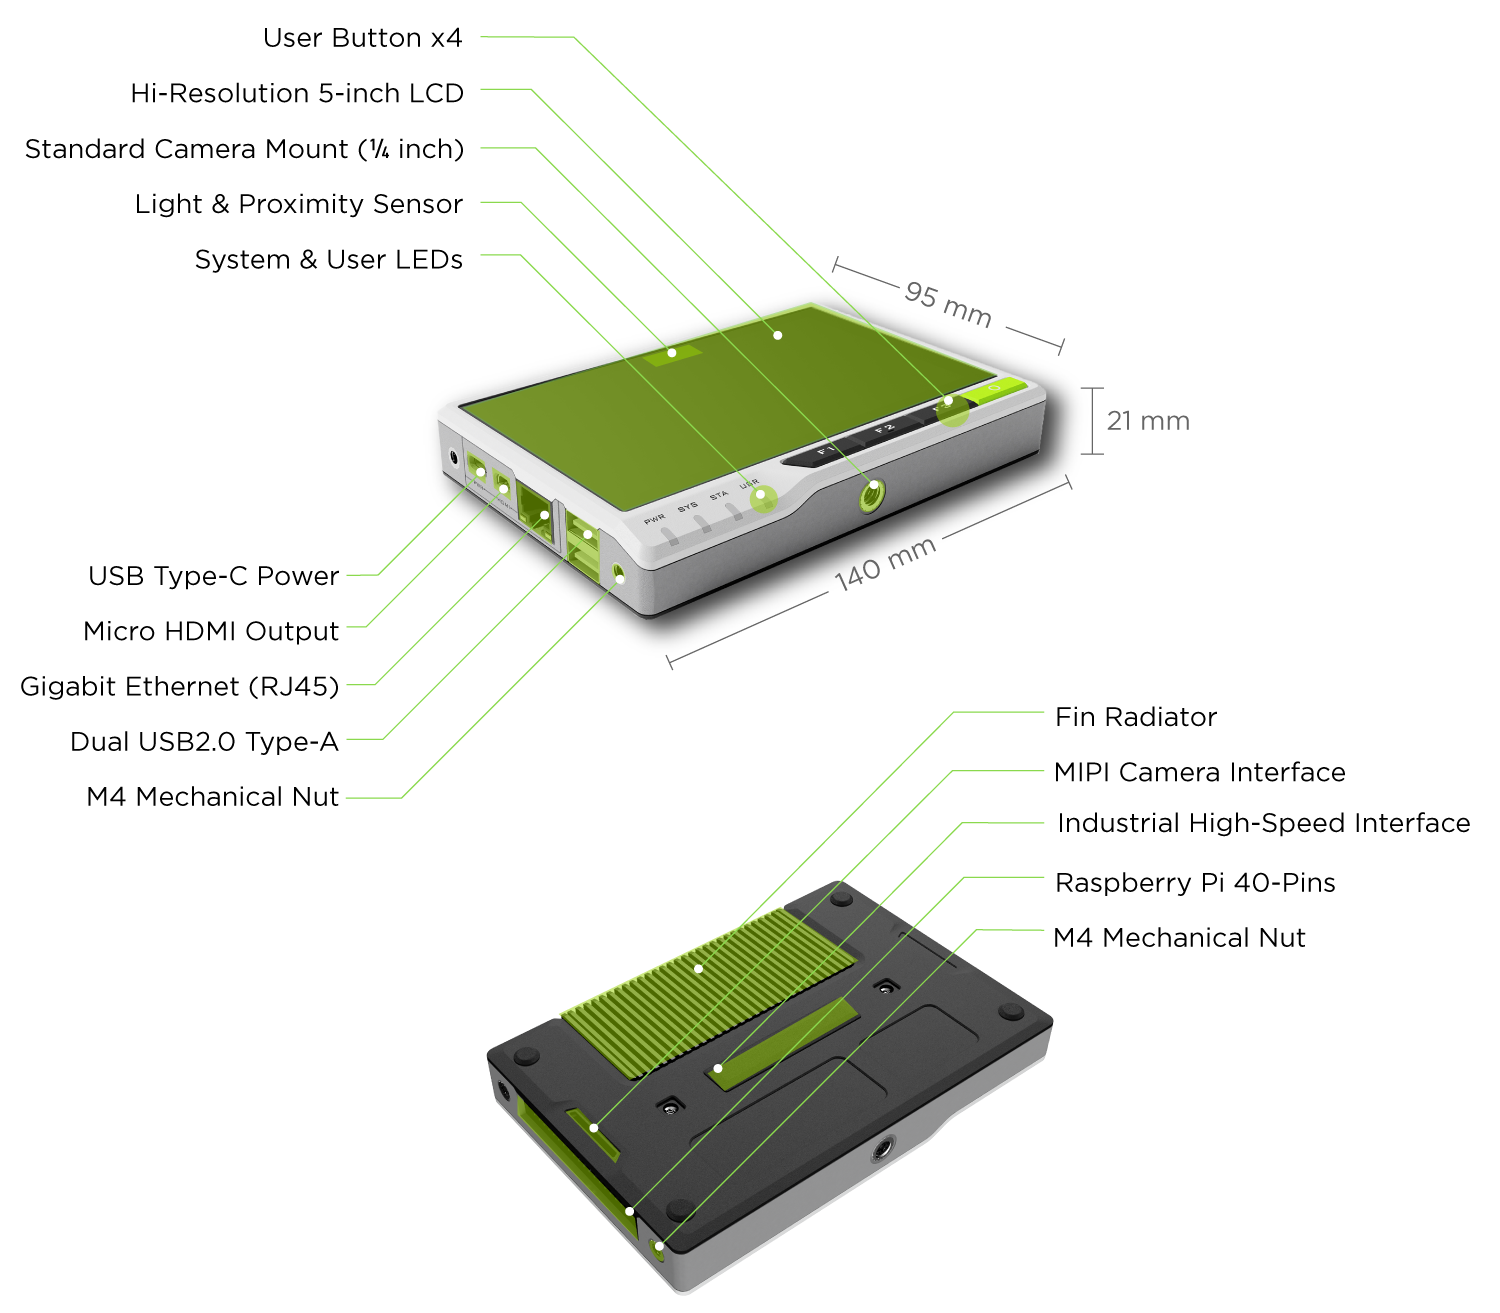 User Button x4
Hi-Resolution 5-inch LCD
Standard Camera Mount (¼ inch)
Light & Proximity Sensor
System & User LEDs
95 mm
21 mm
140 mm
F1
F2
F3
PWR
SYS
STA
USR
USB Type-C Power
Micro HDMI Output
Gigabit Ethernet (RJ45)
Dual USB2.0 Type-A
M4 Mechanical Nut
Fin Radiator
MIPI Camera Interface
Industrial High-Speed Interface
Raspberry Pi 40-Pins
M4 Mechanical Nut